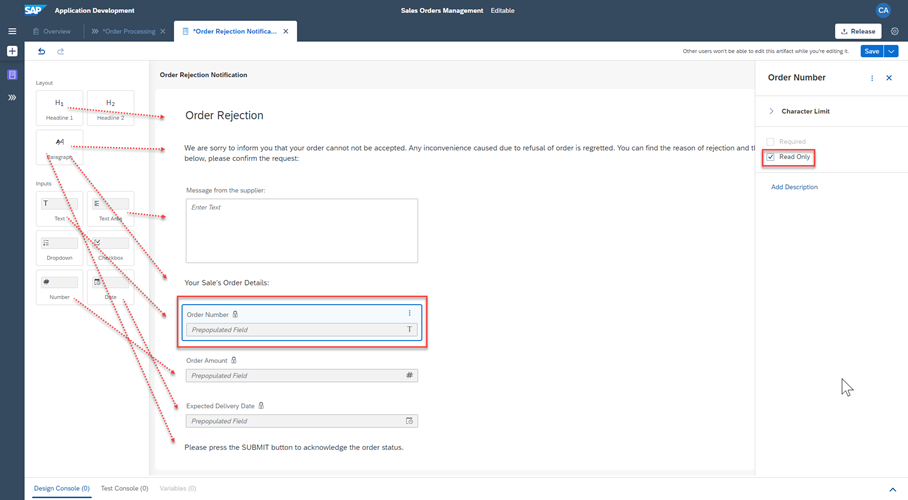 SAP Application Development
Sales Orders Management Editable
CA
Overview
*Order Processing
*Order Rejection Notifica...
Release
Other users won't be able to edit this artifact while you're editing it.
Save
Layout
H1
Headline 1
H2
Headline 2
Paragraph
Inputs
T
Text
Text Area
Dropdown
Checkbox
#
Number
Date
Order Rejection Notification
Order Rejection
We are sorry to inform you that your order cannot not be accepted. Any inconvenience caused due to refusal of order is regretted. You can find the reason of rejection and th
below, please confirm the request:
Message from the supplier:
Enter Text
Your Sale's Order Details:
Order Number
Prepopulated Field T
Order Amount
Prepopulated Field #
Expected Delivery Date
Prepopulated Field
Please press the SUBMIT button to acknowledge the order status.
Order Number
Character Limit
Required
Read Only
Add Description
Design Console (0) Test Console (0) Variables (0)